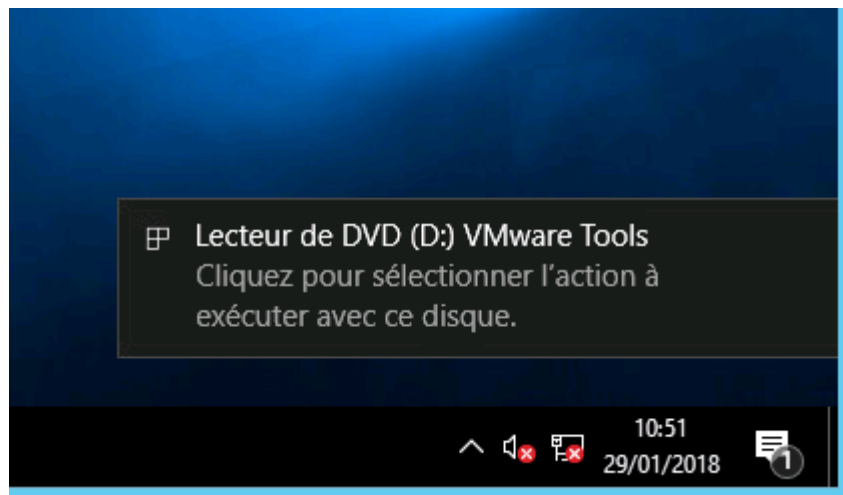 Lecteur de DVD (D:) VMware Tools
Cliquez pour sélectionner l’action à
exécuter avec ce disque.
10:51
29/01/2018
1